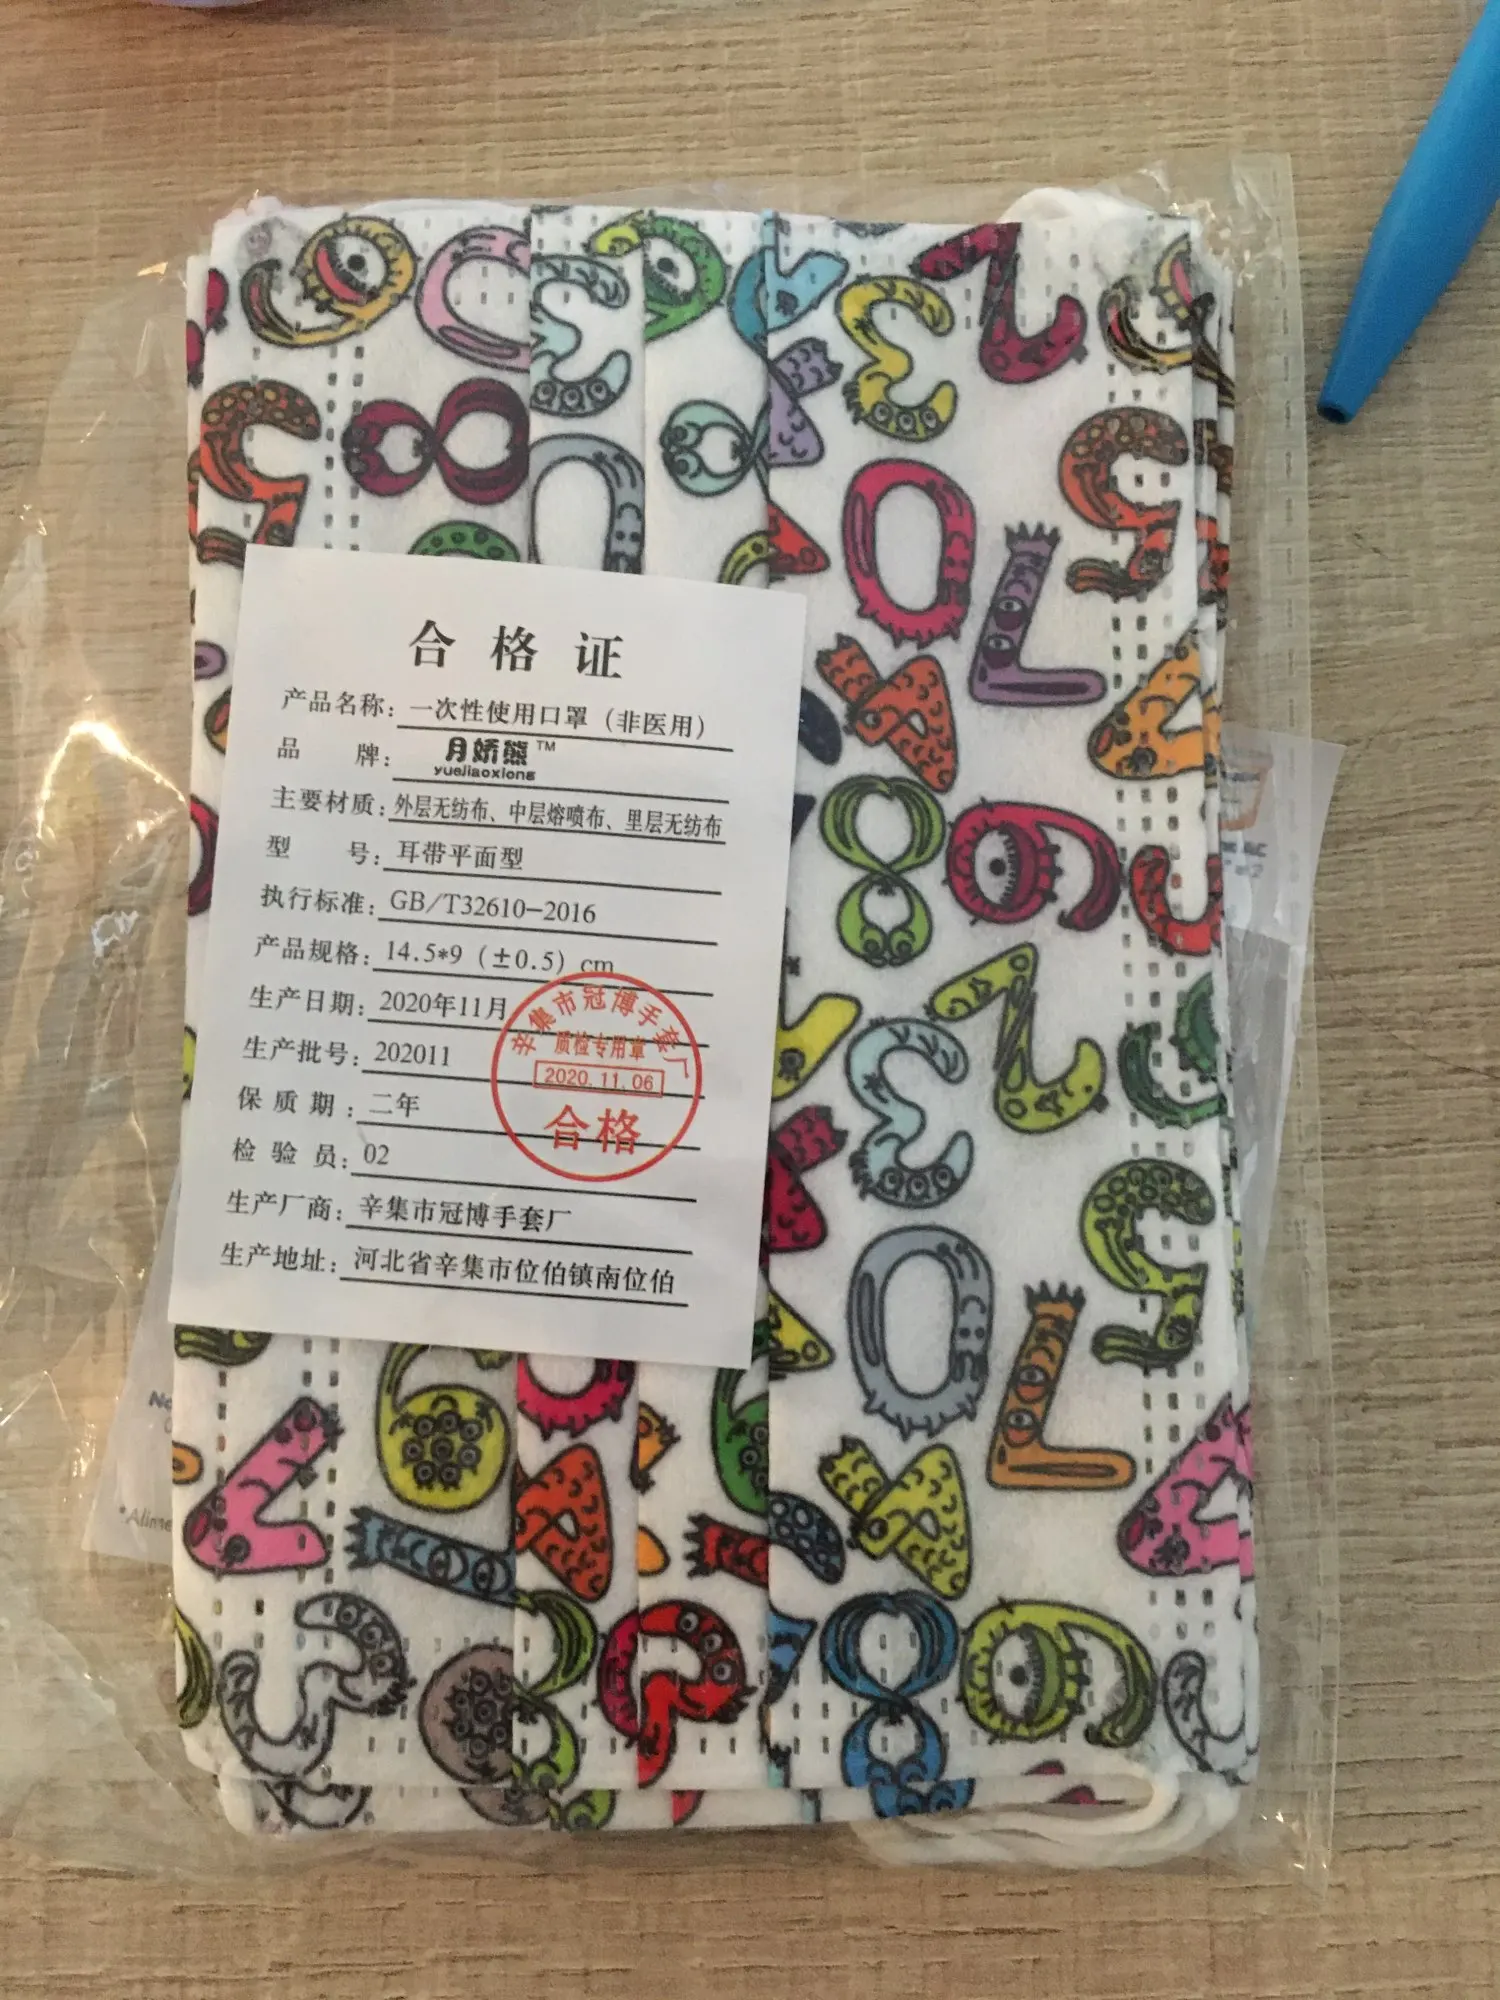 合格证
产品名称: 一次性使用口罩（非医用）
品 牌: 月娇熊™
yuejiaoxiong
主要材质: 外层无纺布、中层熔喷布、里层无纺布
型 号: 耳带平面型
执行标准: GB/T32610-2016
产品规格: 14.5*9（±0.5）cm
生产日期: 2020年11月
生产批号: 202011
保 质 期: 二年
检 验 员: 02
生产厂商: 辛集市冠博手套厂
生产地址: 河北省辛集市位伯镇南位伯
辛集市冠博手套厂
质检专用章
2020.11.06
合格